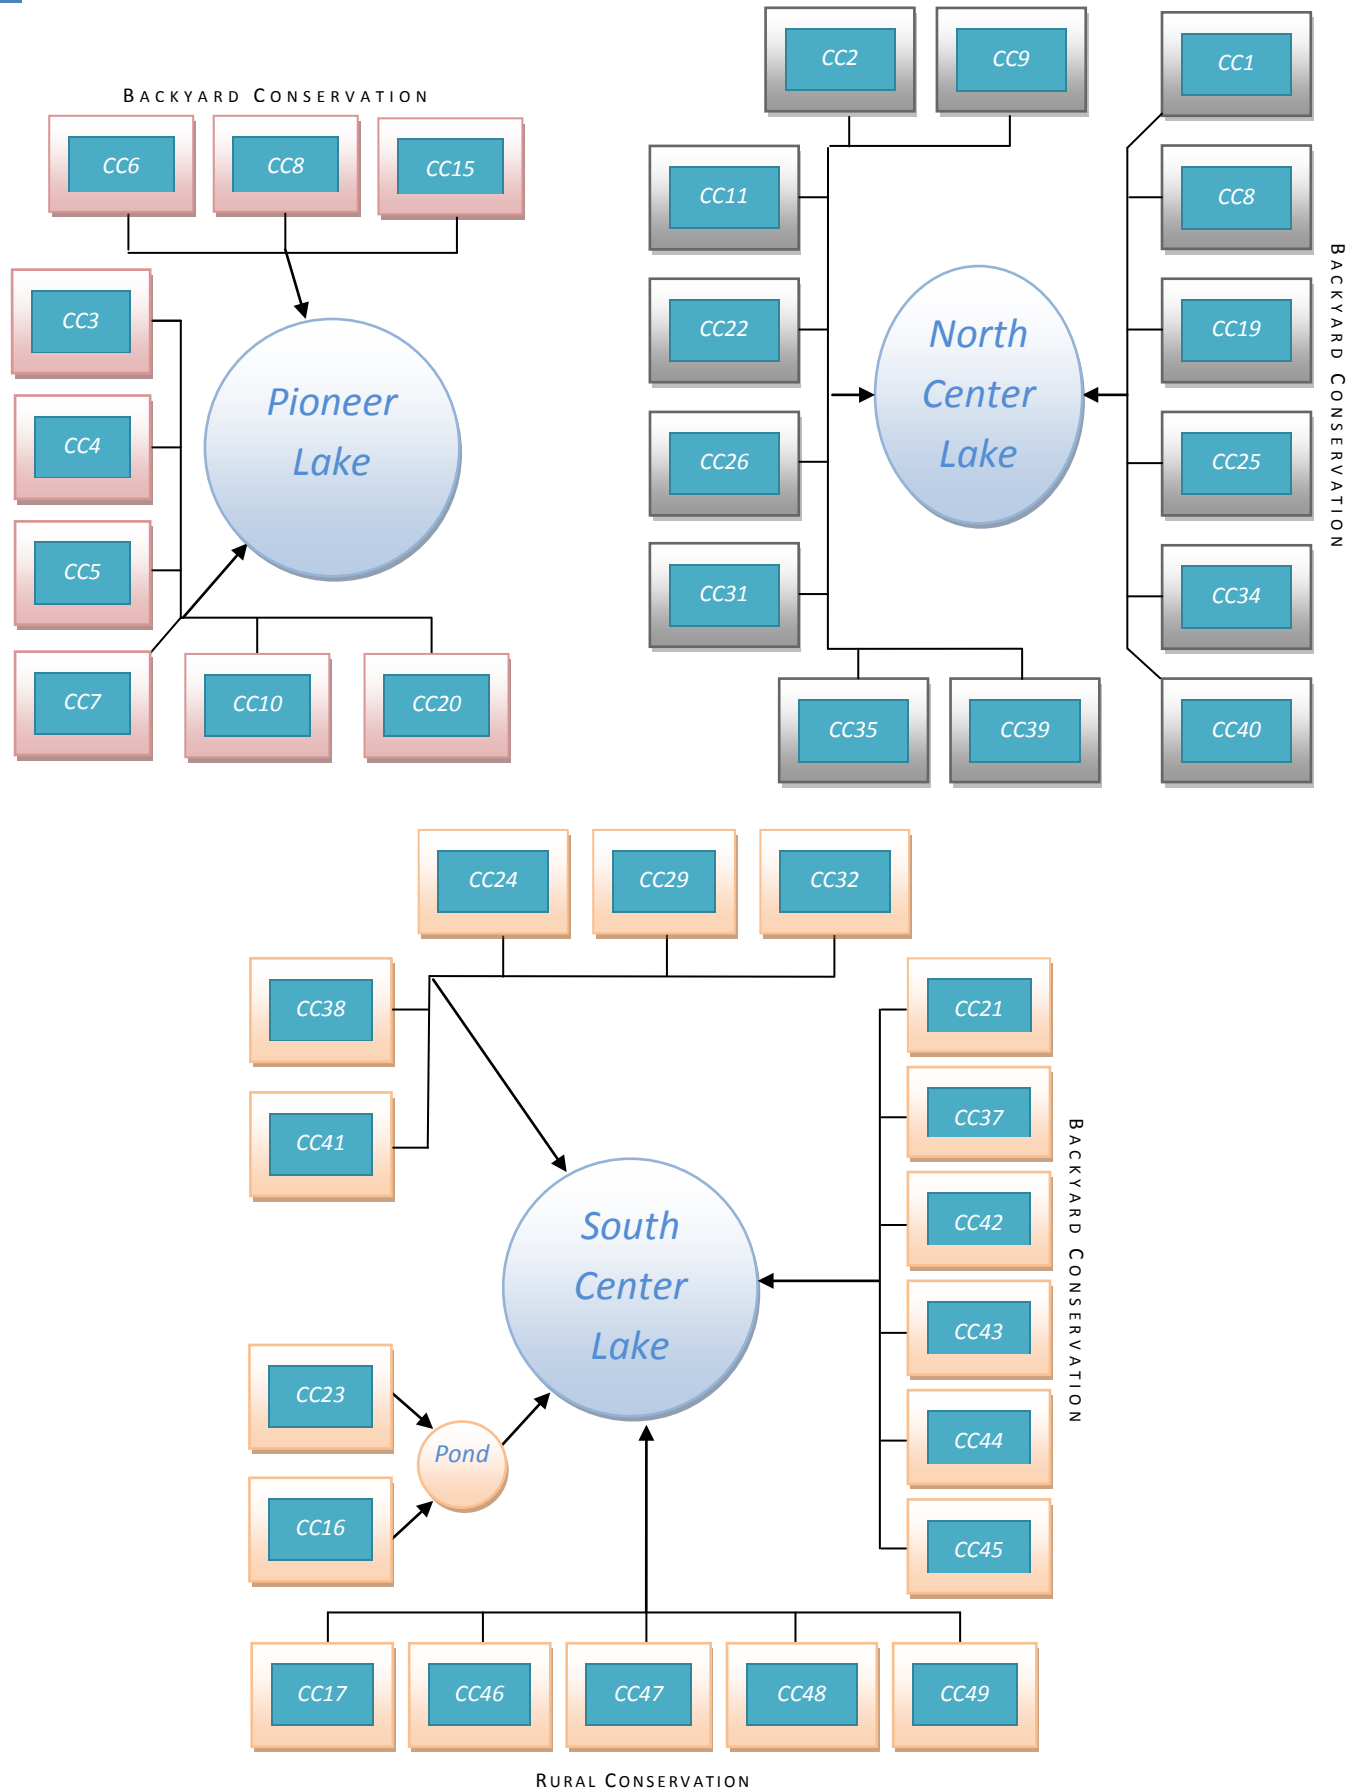 BACKYARD CONSERVATION
CC6
CC8
CC15
CC3
CC4
CC5
CC7
CC10
CC20
Pioneer
Lake
CC2
CC9
CC11
CC22
CC26
CC31
CC35
CC39
North
Center
Lake
CC1
CC8
CC19
CC25
CC34
CC40
BACKYARD CONSERVATION
CC24
CC29
CC32
CC38
CC41
South
Center
Lake
CC21
CC37
CC42
CC43
CC44
CC45
BACKYARD CONSERVATION
CC23
CC16
Pond
CC17
CC46
CC47
CC48
CC49
RURAL CONSERVATION